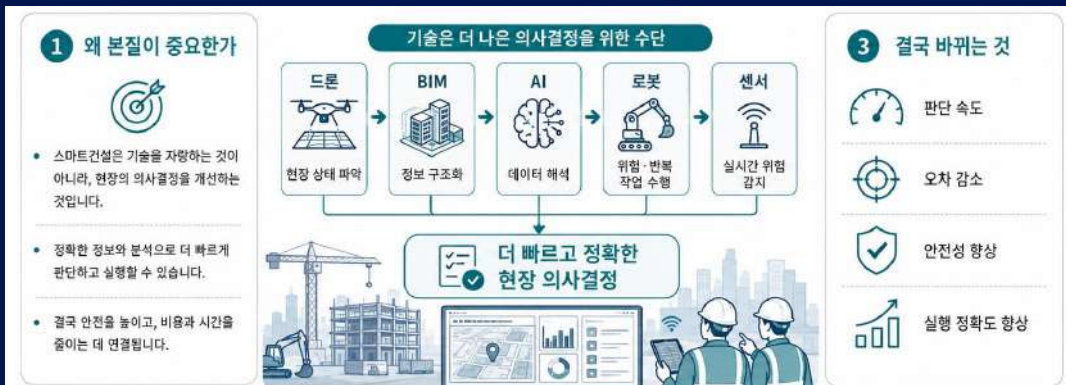 1 왜 본질이 중요한가
• 스마트건설은 기술을 자랑하는 것이
아니라, 현장의 의사결정을 개선하는
것입니다.
• 정확한 정보와 분석으로 더 빠르게
판단하고 실행할 수 있습니다.
• 결국 안전을 높이고, 비용과 시간을
줄이는 데 연결됩니다.
기술은 더 나은 의사결정을 위한 수단
드론
현장 상태 파악
BIM
정보 구조화
AI
데이터 해석
로봇
위험·반복
작업 수행
센서
실시간 위험
감지
더 빠르고 정확한
현장 의사결정
3 결국 바뀌는 것
판단 속도
오차 감소
안전성 향상
실행 정확도 향상